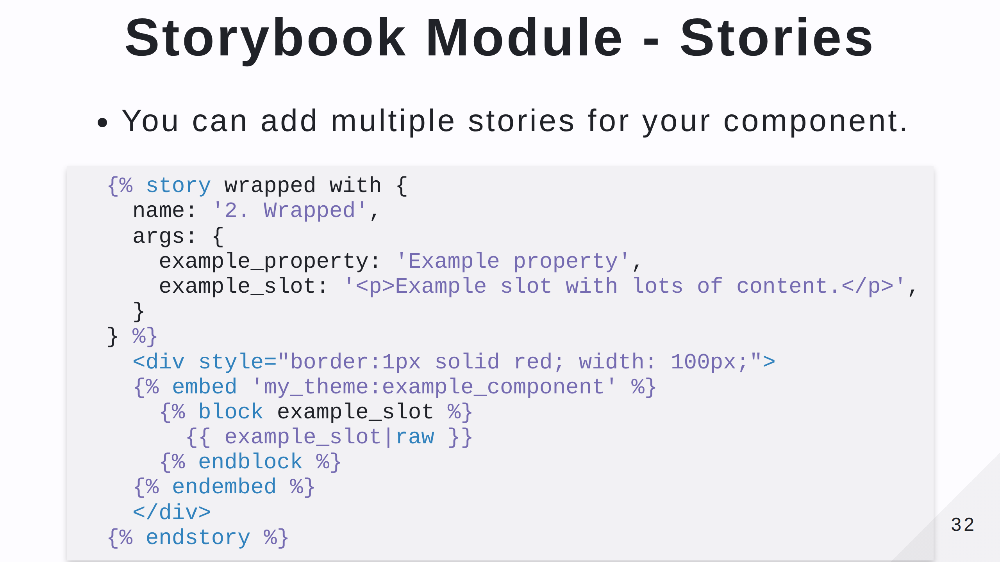 Storybook Module - Stories
• You can add multiple stories for your component.
{% story wrapped with {
  name: '2. Wrapped',
  args: {
    example_property: 'Example property',
    example_slot: '<p>Example slot with lots of content.</p>',
  }
} %}
  <div style="border:1px solid red; width: 100px;">
  {% embed 'my_theme:example_component' %}
    {% block example_slot %}
      {{ example_slot|raw }}
    {% endblock %}
  {% endembed %}
  </div>
{% endstory %}
32